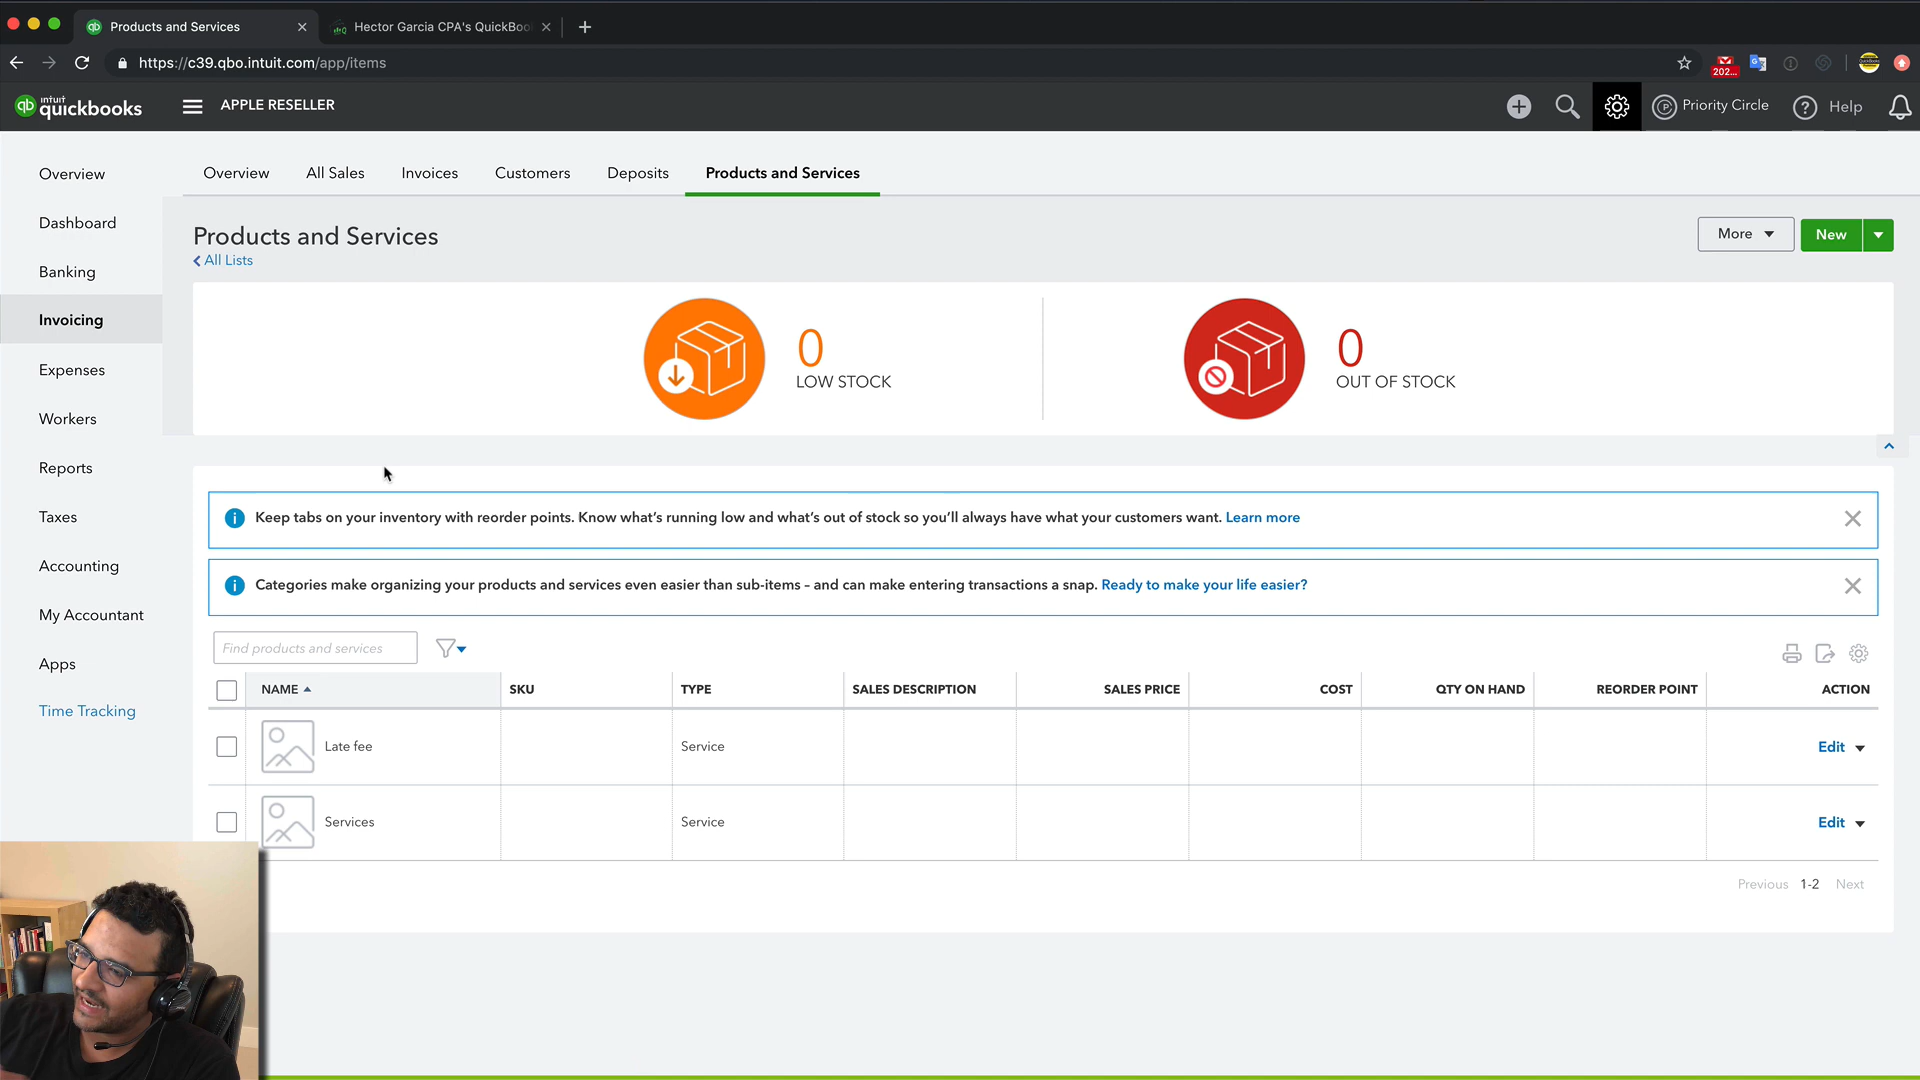 Products and Services
Hector Garcia CPA's QuickBoo
https://c39.qbo.intuit.com/app/items
202...
intuit
quickbooks
APPLE RESELLER
Priority Circle
Help
Overview
Dashboard
Banking
Invoicing
Expenses
Workers
Reports
Taxes
Accounting
My Accountant
Apps
Time Tracking
Overview
All Sales
Invoices
Customers
Deposits
Products and Services
Products and Services
All Lists
More
New
0
LOW STOCK
0
OUT OF STOCK
Keep tabs on your inventory with reorder points. Know what's running low and what's out of stock so you'll always have what your customers want. Learn more
Categories make organizing your products and services even easier than sub-items – and can make entering transactions a snap. Ready to make your life easier?
Find products and services
NAME SKU TYPE SALES DESCRIPTION SALES PRICE COST QTY ON HAND REORDER POINT ACTION
Late fee Service Edit
Services Service Edit
Previous 1-2 Next